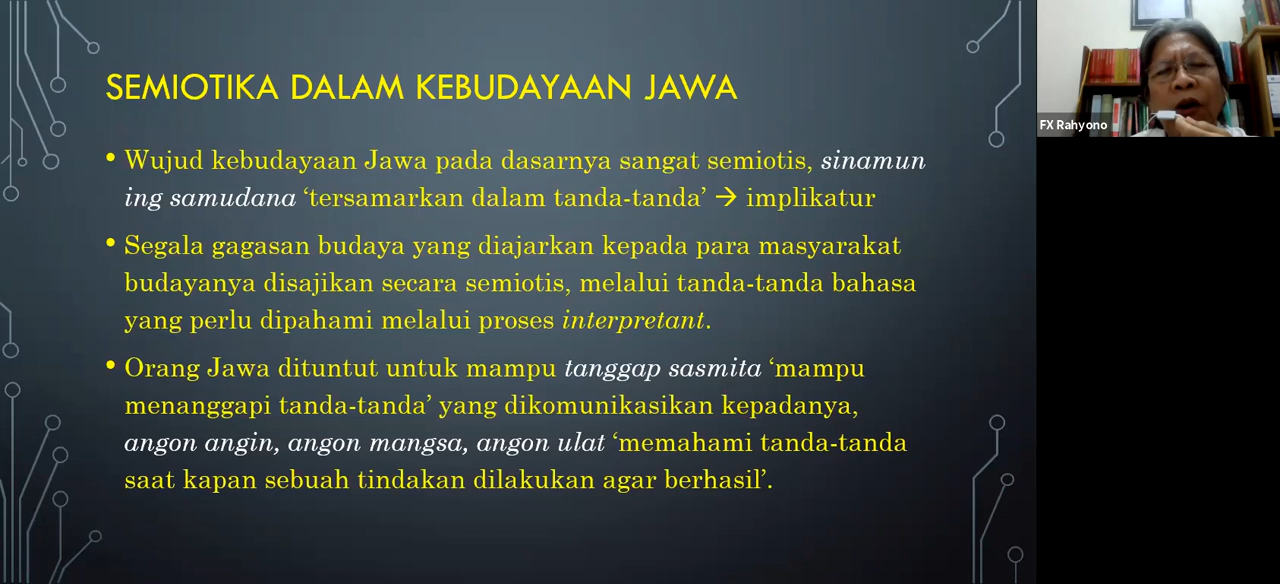 SEMIOTIKA DALAM KEBUDAYAAN JAWA
• Wujud kebudayaan Jawa pada dasarnya sangat semiotis, sinamun
ing samudana ‘tersamarkan dalam tanda-tanda’ → implikatur
• Segala gagasan budaya yang diajarkan kepada para masyarakat
budayanya disajikan secara semiotis, melalui tanda-tanda bahasa
yang perlu dipahami melalui proses interpretant.
• Orang Jawa dituntut untuk mampu tanggap sasmita ‘mampu
menanggapi tanda-tanda’ yang dikomunikasikan kepadanya,
angon angin, angon mangsa, angon ulat ‘memahami tanda-tanda
saat kapan sebuah tindakan dilakukan agar berhasil’.
FX Rahyono